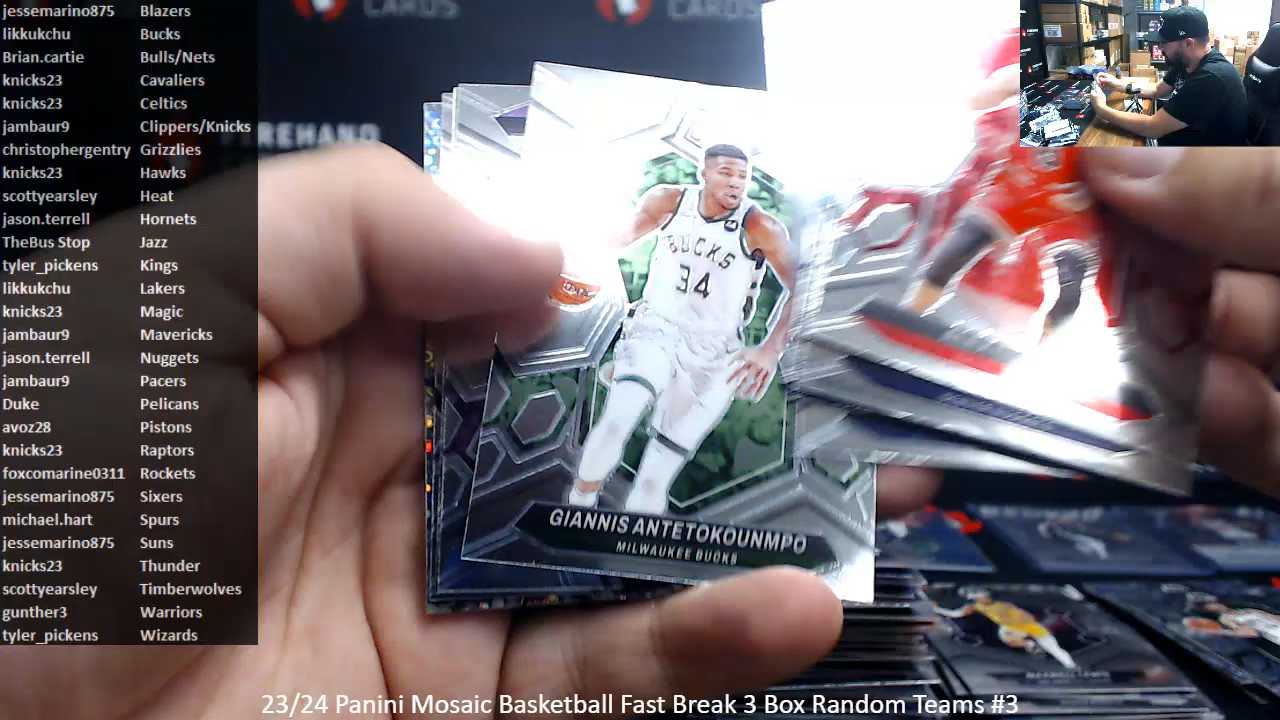 jessemarino875 Blazers
likkukchu Bucks
Brian.cartie Bulls/Nets
knicks23 Cavaliers
knicks23 Celtics
jambaur9 Clippers/Knicks
christophergentry Grizzlies
knicks23 Hawks
scottyearsley Heat
jason.terrell Hornets
TheBus Stop Jazz
tyler_pickens Kings
likkukchu Lakers
knicks23 Magic
jambaur9 Mavericks
jason.terrell Nuggets
jambaur9 Pacers
Duke Pelicans
avoz28 Pistons
knicks23 Raptors
foxcomarine0311 Rockets
jessemarino875 Sixers
michael.hart Spurs
jessemarino875 Suns
knicks23 Thunder
scottyearsley Timberwolves
gunther3 Warriors
tyler_pickens Wizards
CARDS
CARDS
BUCKS
34
GIANNIS ANTETOKOUNMPO
MILWAUKEE BUCKS
23/24 Panini Mosaic Basketball Fast Break 3 Box Random Teams #3